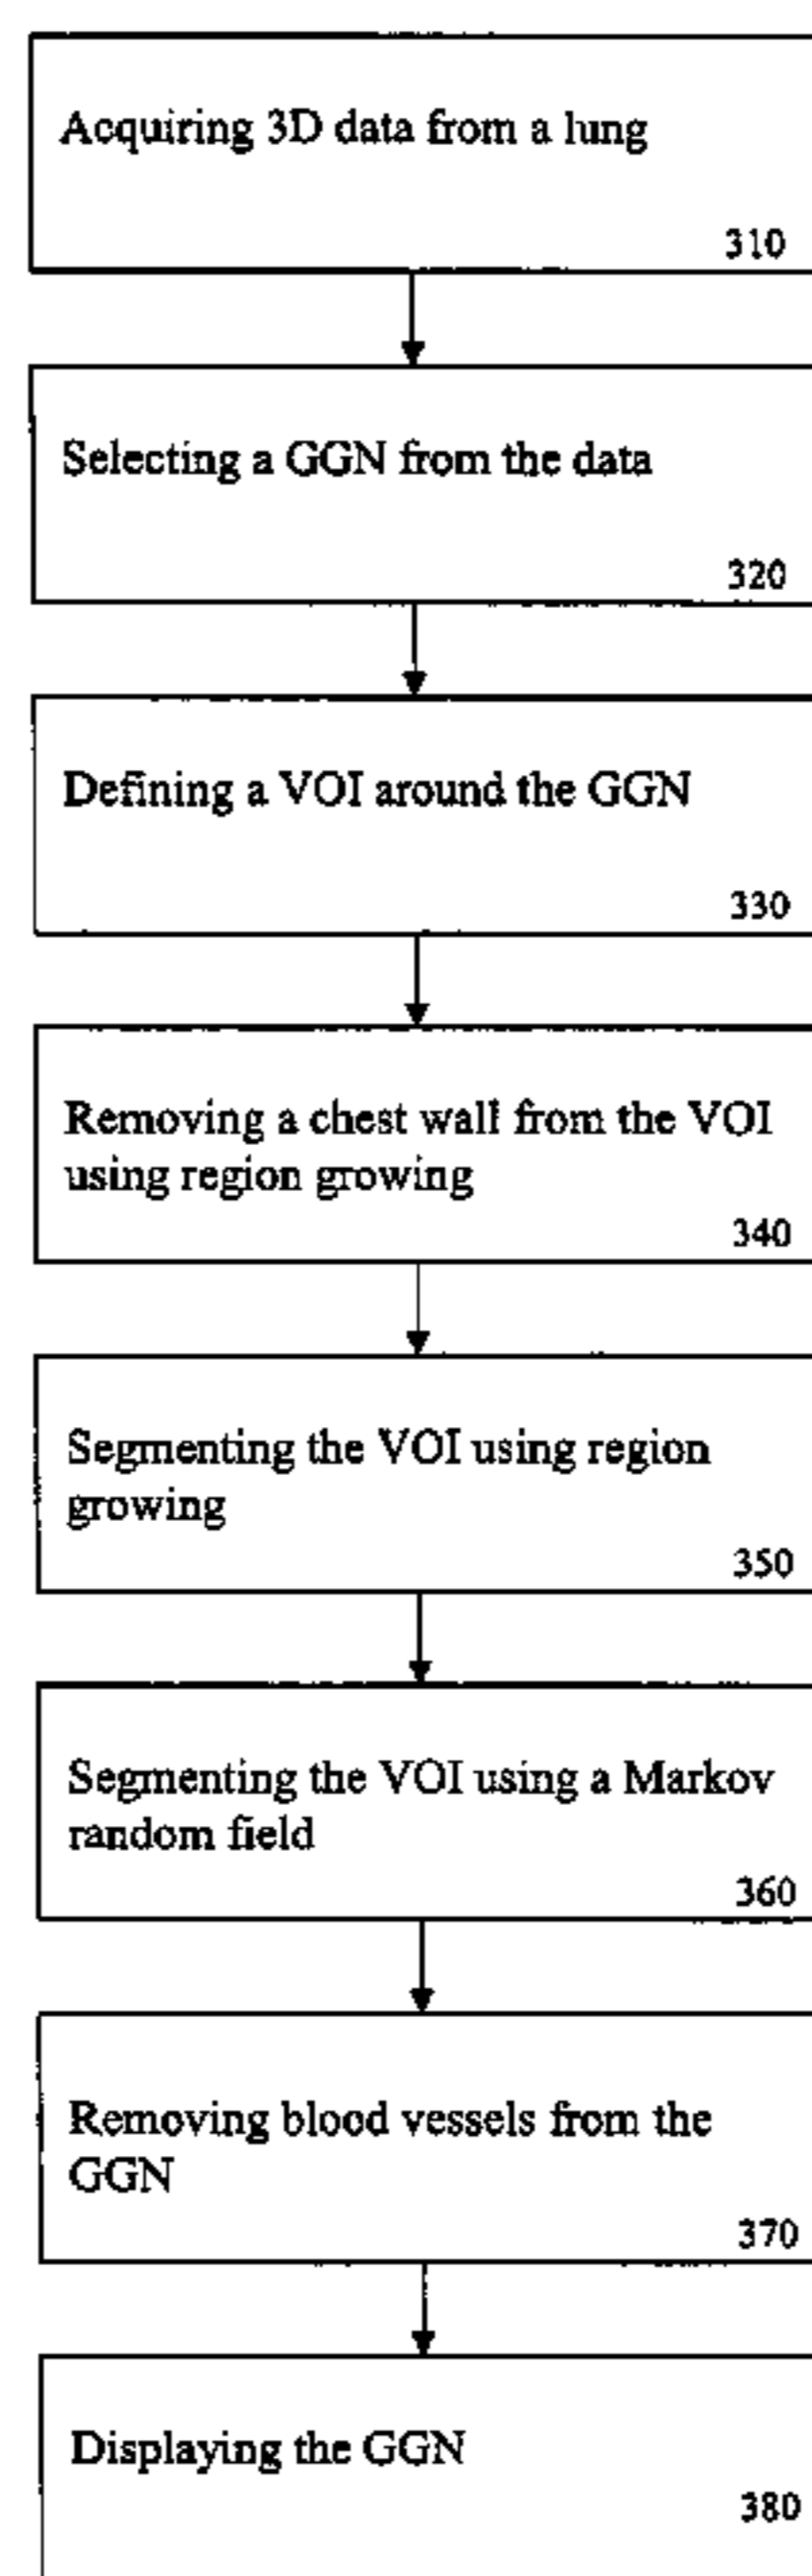 Acquiring 3D data from a lung
310
Selecting a GGN from the data
320
Defining a VOI around the GGN
330
Removing a chest wall from the VOI
using region growing
340
Segmenting the VOI using region
growing
350
Segmenting the VOI using a Markov
random field
360
Removing blood vessels from the
GGN
370
Displaying the GGN
380